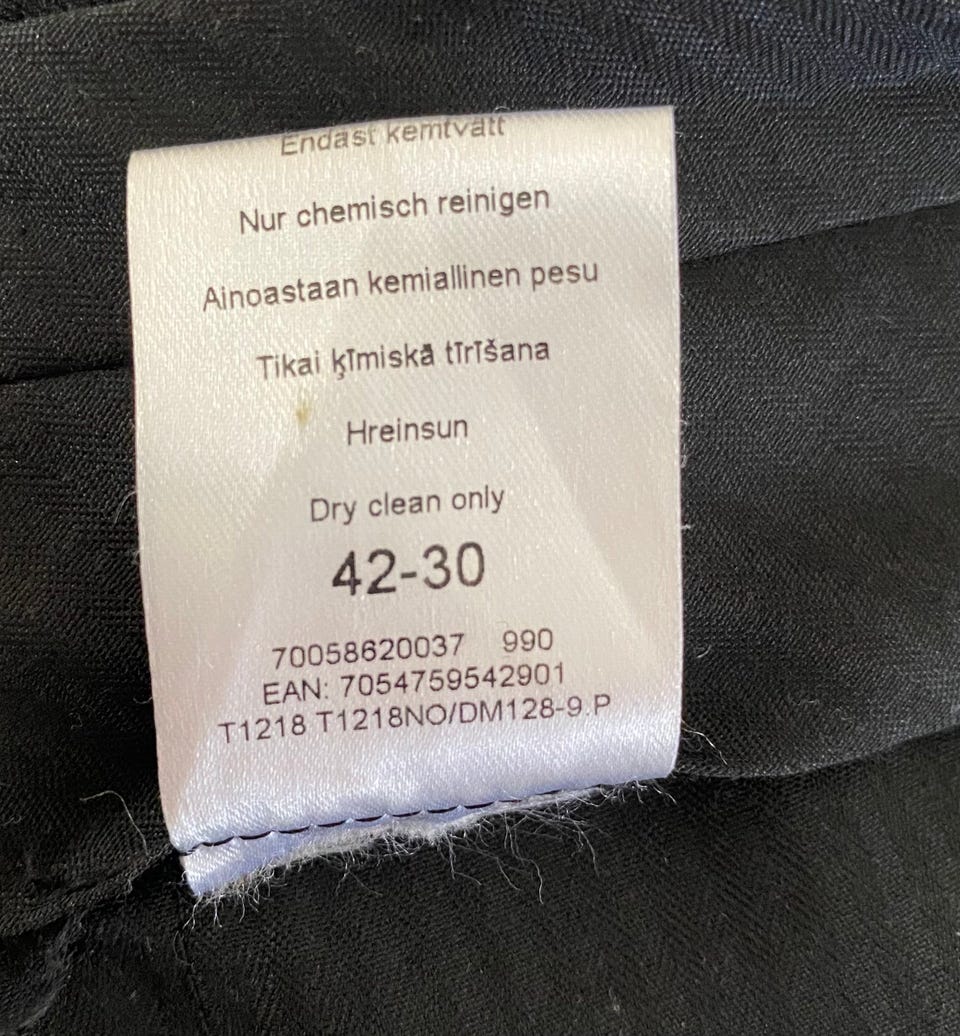 Endast kemtvätt
Nur chemisch reinigen
Ainoastaan kemiallinen pesu
Tikai ķīmiskā tīrīšana
Hreinsun
Dry clean only
42-30
70058620037 990
EAN: 7054759542901
T1218 T1218NO/DM128-9.P